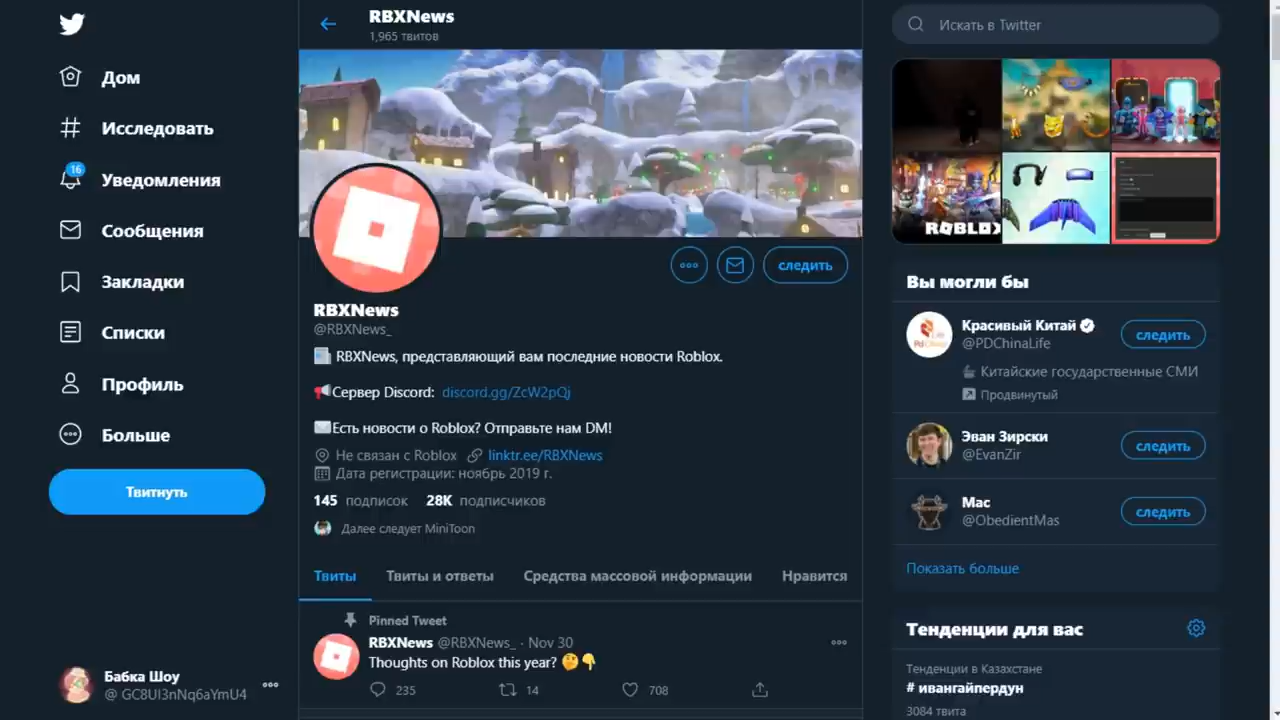 Дом
Исследовать
16
Уведомления
Сообщения
Закладки
Списки
Профиль
Больше
Твитнуть
Бабка Шоу
@GC8UI3nNq6aYmU4
RBXNews
1,965 твитов
следить
RBXNews
@RBXNews_
RBXNews, представляющий вам последние новости Roblox.
Сервер Discord: discord.gg/ZcW2pQj
Есть новости о Roblox? Отправьте нам DM!
Не связан с Roblox linktr.ee/RBXNews
Дата регистрации: ноябрь 2019 г.
145 подписок 28K подписчиков
Далее следует MiniToon
Твиты Твиты и ответы Средства массовой информации Нравится
Pinned Tweet
RBXNews @RBXNews_ · Nov 30
Thoughts on Roblox this year? 🤔👇
235 14 708
Искать в Twitter
ROBLOX
Вы могли бы
Красивый Китай
@PDChinaLife
следить
Китайские государственные СМИ
Продвинутый
Эван Зирски
@EvanZir
следить
Мас
@ObedientMas
следить
Показать больше
Тенденции для вас
Тенденции в Казахстане
# ивангайпердун
3084 твита